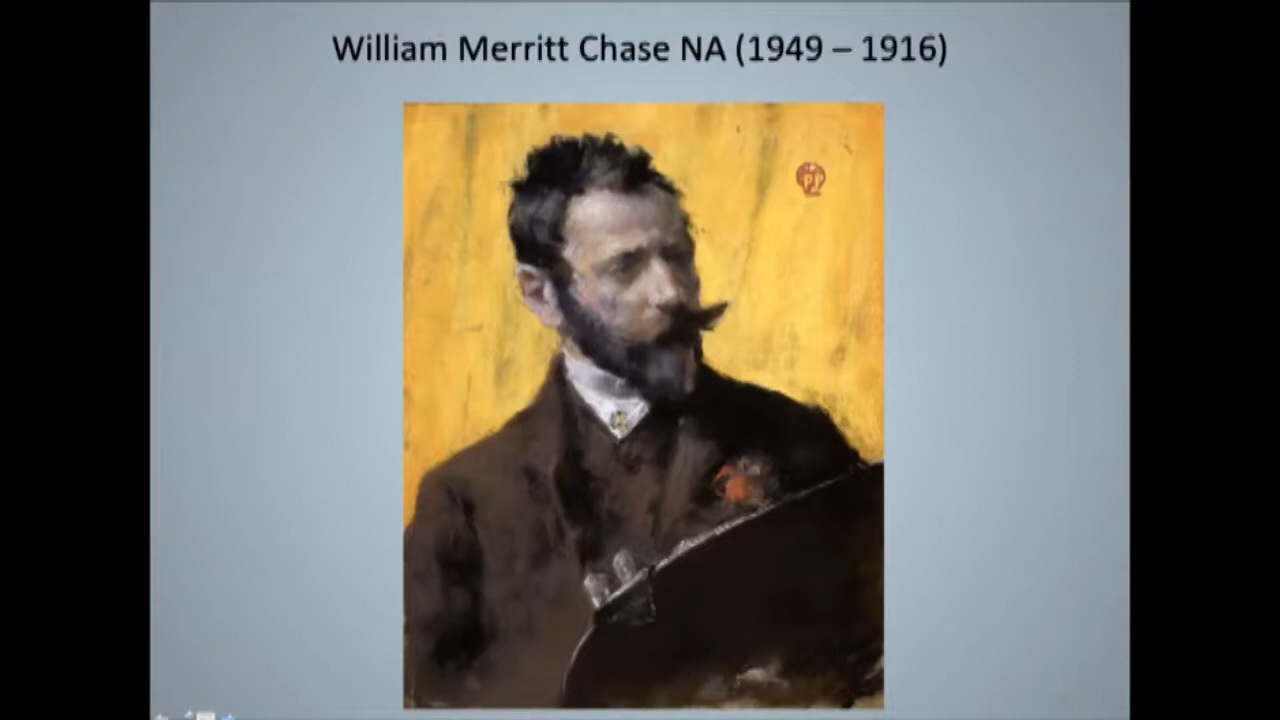 William Merritt Chase NA (1949 – 1916)